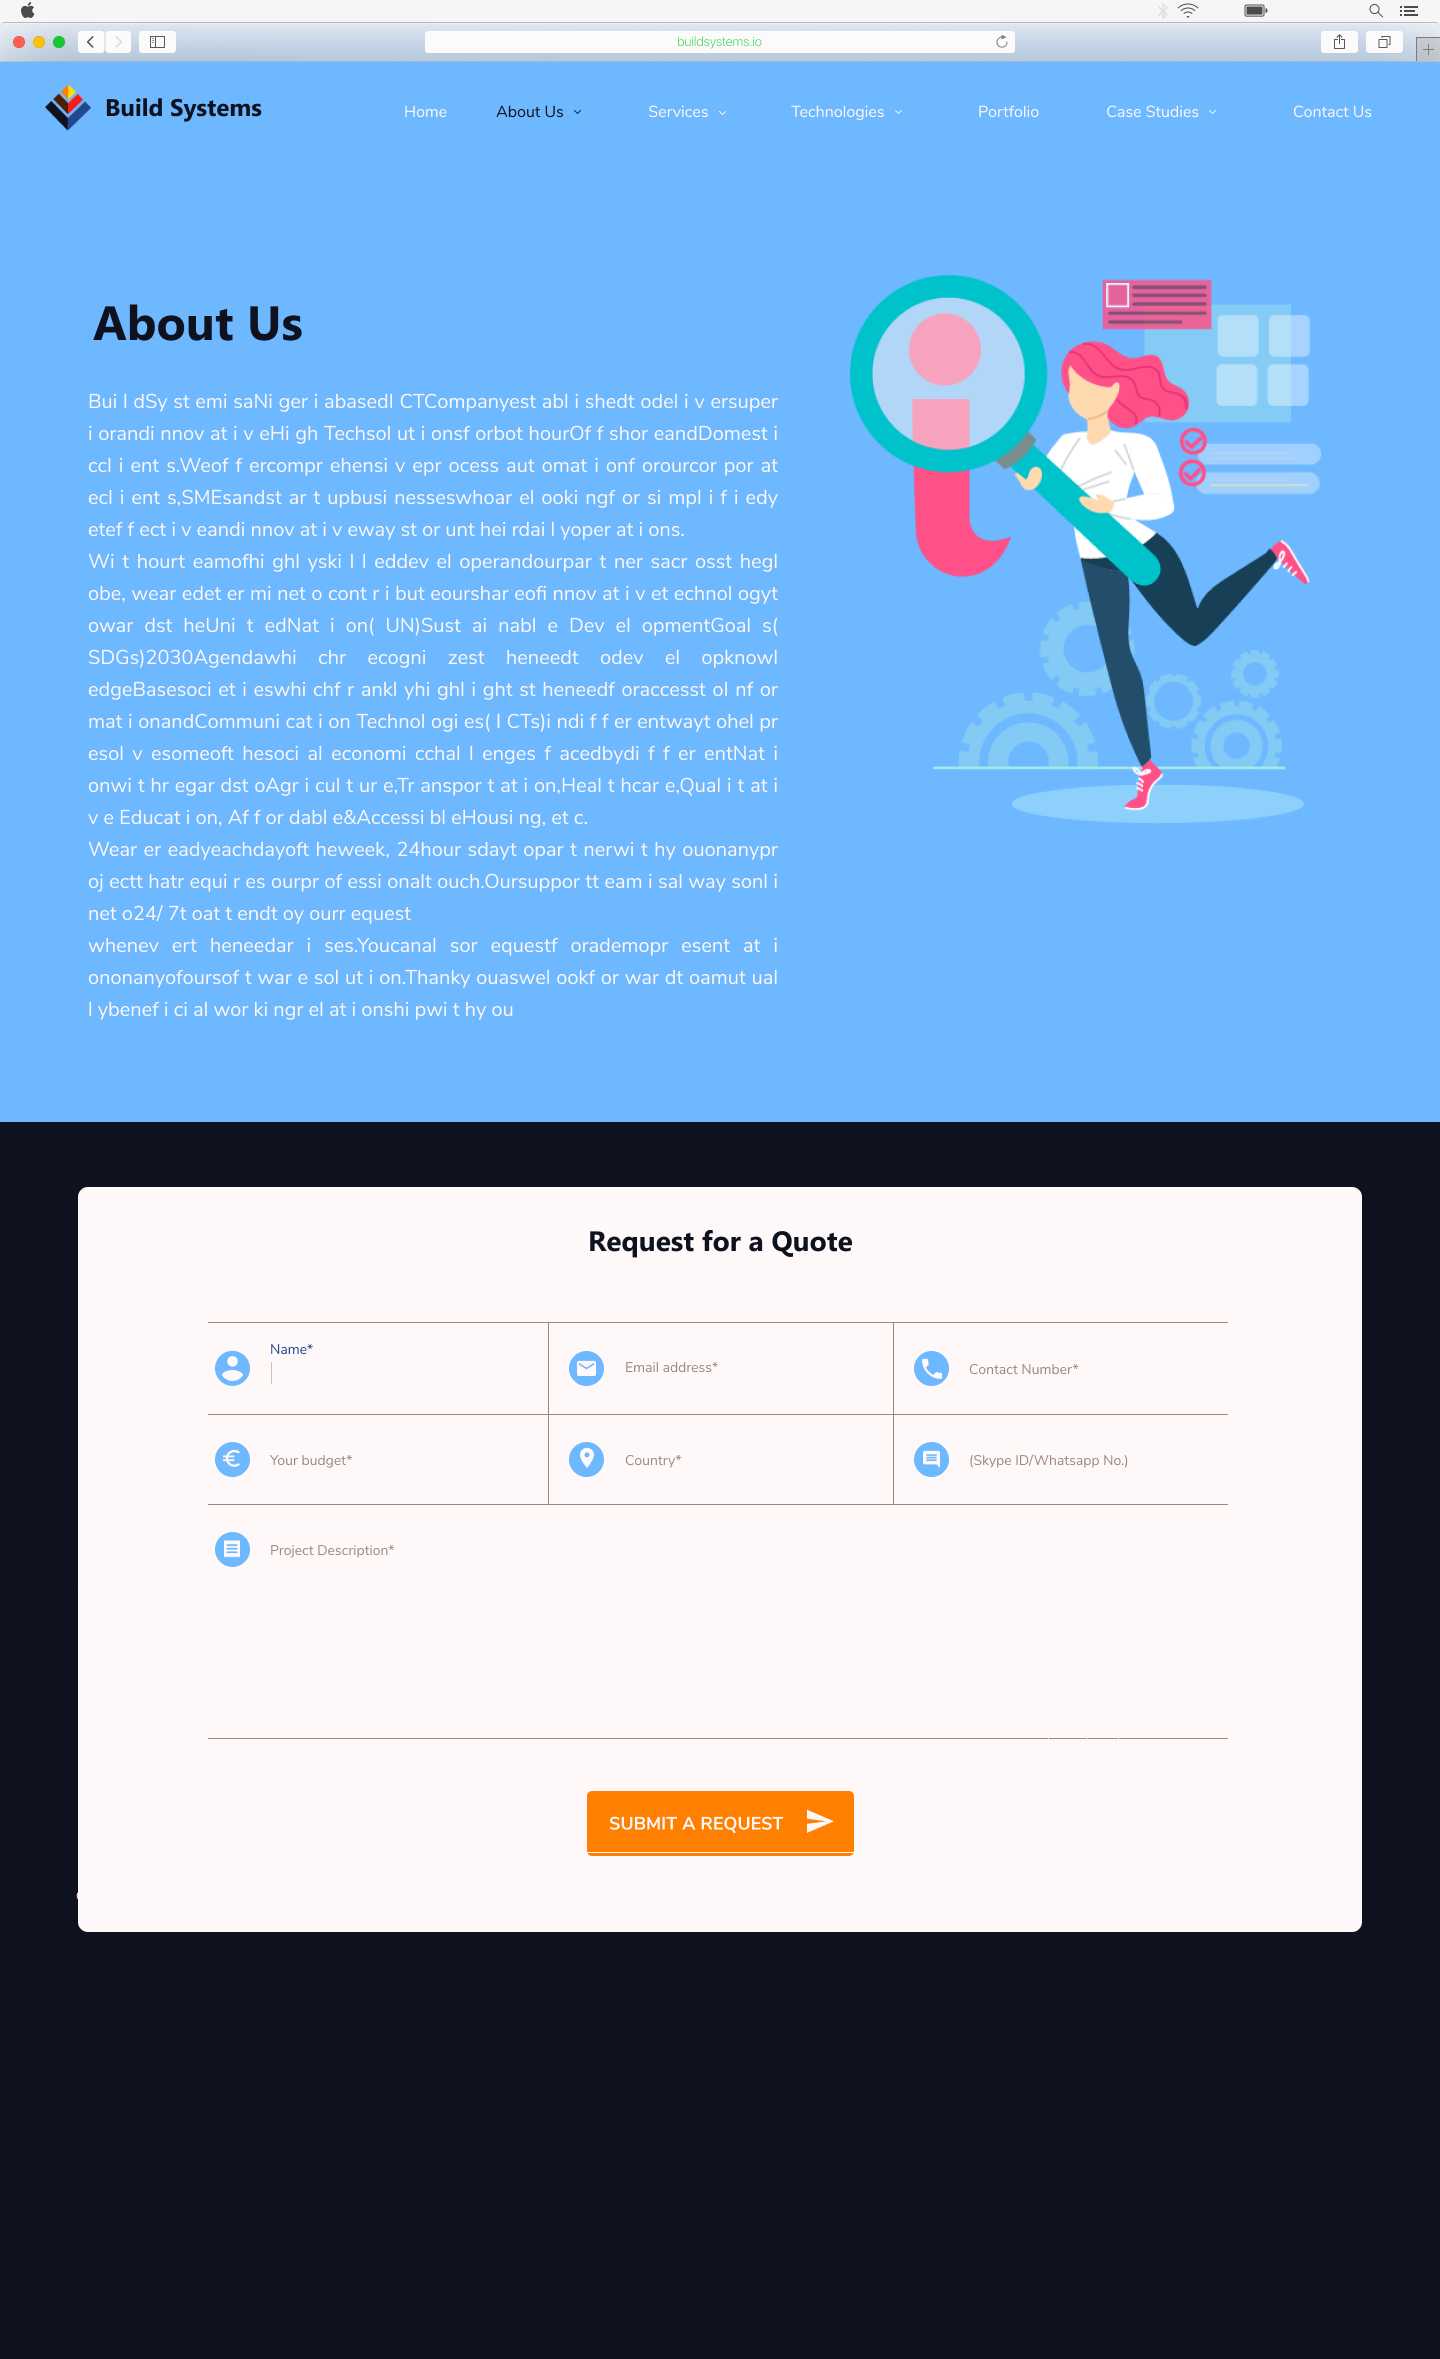 buildsystems.io
Build Systems
Home About Us Services Technologies Portfolio Case Studies Contact Us
About Us
Bui l dSy st emi saNi ger i abasedI CTCompanyest abl i shedt odel i v ersuper
i orandi nnov at i v eHi gh Techsol ut i onsf orbot hourOf f shor eandDomest i
ccl i ent s.Weof f ercompr ehensi v epr ocess aut omat i onf orourcor por at
ecl i ent s,SMEsandst ar t upbusi nesseswhoar el ooki ngf or si mpl i f i edy
etef f ect i v eandi nnov at i v eway st or unt hei rdai l yoper at i ons.
Wi t hourt eamofhi ghl yski l l eddev el operandourpar t ner sacr osst hegl
obe, wear edet er mi net o cont r i but eourshar eofi nnov at i v et echnol ogyt
owar dst heUni t edNat i on( UN)Sust ai nabl e Dev el opmentGoal s(
SDGs)2030Agendawhi chr ecogni zest heneedt odev el opknowl
edgeBasesoci et i eswhi chf r ankl yhi ghl i ght st heneedf oraccesst oI nf or
mat i onandCommuni cat i on Technol ogi es( I CTs)i ndi f f er entwayt ohel pr
esol v esomeoft hesoci al economi cchal l enges f acedbydi f f er entNat i
onwi t hr egar dst oAgr i cul t ur e,Tr anspor t at i on,Heal t hcar e,Qual i t at i
v e Educat i on, Af f or dabl e&Accessi bl eHousi ng, et c.
Wear er eadyeachdayoft heweek, 24hour sdayt opar t nerwi t hy ouonanypr
oj ectt hatr equi r es ourpr of essi onalt ouch.Oursuppor tt eam i sal way sonl i
net o24/ 7t oat t endt oy ourr equest
whenev ert heneedar i ses.Youcanal sor equestf orademopr esent at i
ononanyofoursof t war e sol ut i on.Thanky ouaswel ookf or war dt oamut ual
l ybenef i ci al wor ki ngr el at i onshi pwi t hy ou
Request for a Quote
Name* Email address* Contact Number*
Your budget* Country* (Skype ID/Whatsapp No.)
Project Description*
SUBMIT A REQUEST